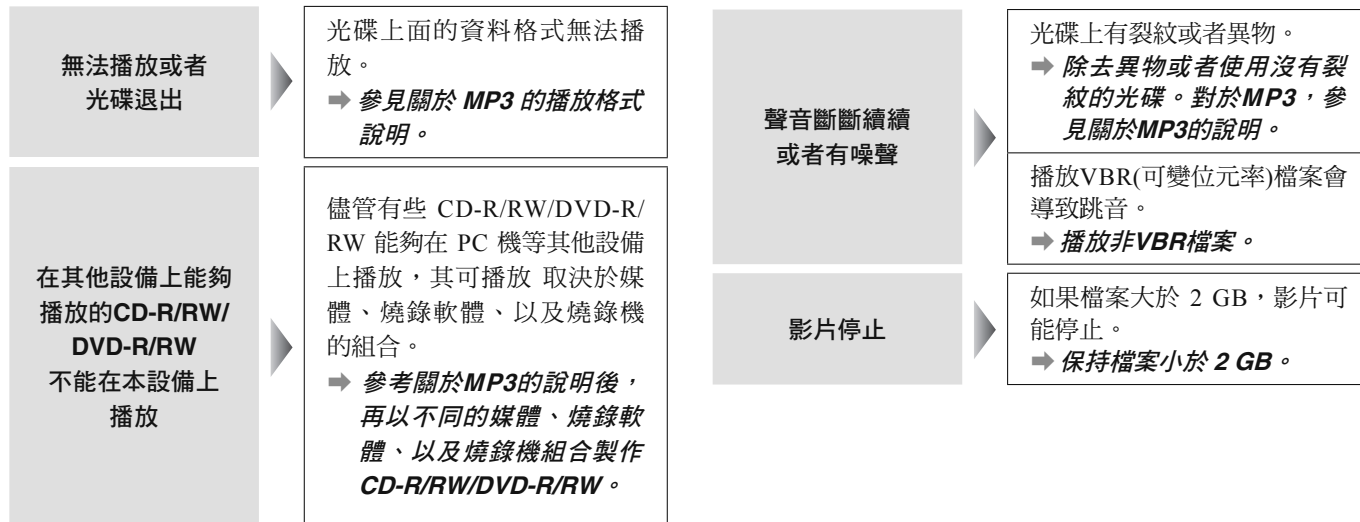 無法播放或者
光碟退出
光碟上面的資料格式無法播
放。
➡ 參見關於 MP3 的播放格式
說明。
在其他設備上能夠
播放的CD-R/RW/
DVD-R/RW
不能在本設備上
播放
儘管有些 CD-R/RW/DVD-R/
RW 能夠在 PC 機等其他設備
上播放，其可播放 取決於媒
體、燒錄軟體、以及燒錄機
的組合。
➡ 參考關於MP3的說明後，
再以不同的媒體、燒錄軟
體、以及燒錄機組合製作
CD-R/RW/DVD-R/RW。
聲音斷斷續續
或者有噪聲
光碟上有裂紋或者異物。
➡ 除去異物或者使用沒有裂
紋的光碟。對於MP3，參
見關於MP3的說明。
播放VBR(可變位元率)檔案會
導致跳音。
➡ 播放非VBR檔案。
影片停止
如果檔案大於 2 GB，影片可
能停止。
➡ 保持檔案小於 2 GB。